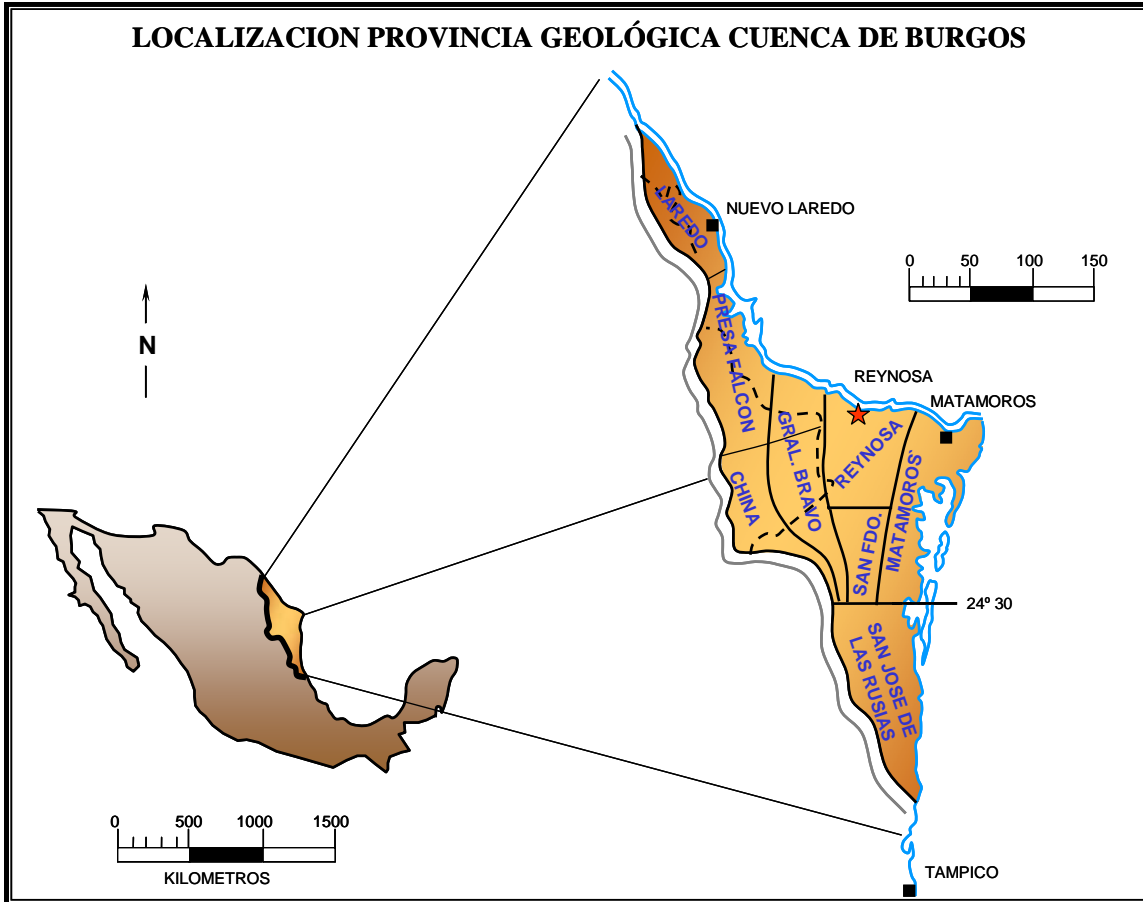 LOCALIZACION PROVINCIA GEOLÓGICA CUENCA DE BURGOS
LAREDO
NUEVO LAREDO
0 50 100 150
N
PRESA FALCON
REYNOSA
MATAMOROS
GRAL. BRAVO
REYNOSA
CHINA
MATAMOROS
SAN FDO.
24º 30
SAN JOSE DE
LAS RUSIAS
0 500 1000 1500
KILOMETROS
TAMPICO